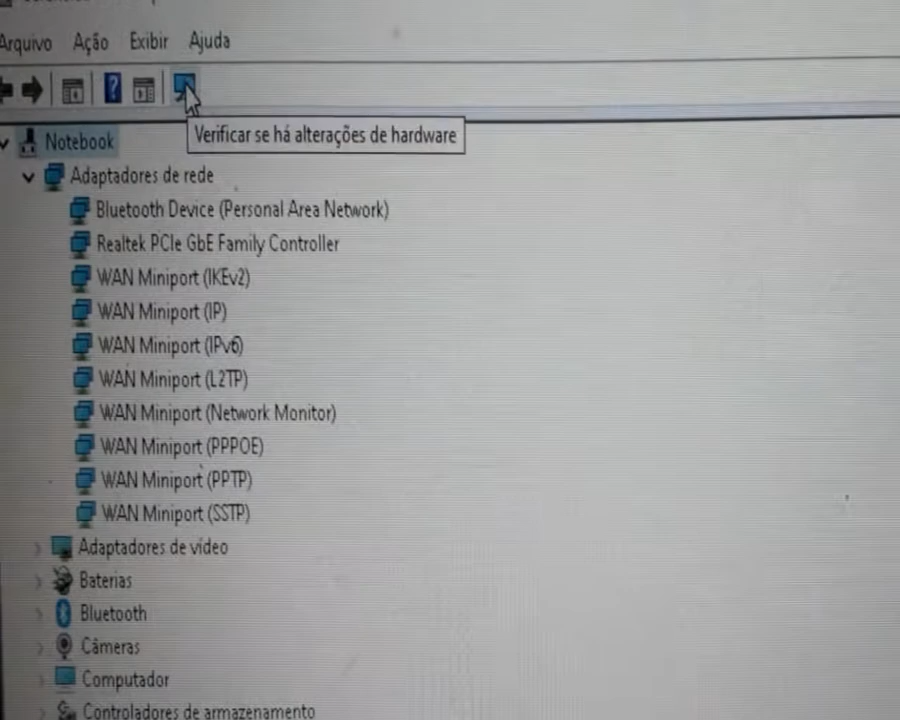 Arquivo Ação Exibir Ajuda
Verificar se há alterações de hardware
Notebook
Adaptadores de rede
Bluetooth Device (Personal Area Network)
Realtek PCIe GbE Family Controller
WAN Miniport (IKEv2)
WAN Miniport (IP)
WAN Miniport (IPv6)
WAN Miniport (L2TP)
WAN Miniport (Network Monitor)
WAN Miniport (PPPOE)
WAN Miniport (PPTP)
WAN Miniport (SSTP)
Adaptadores de vídeo
Baterias
Bluetooth
Câmeras
Computador
Controladores de armazenamento